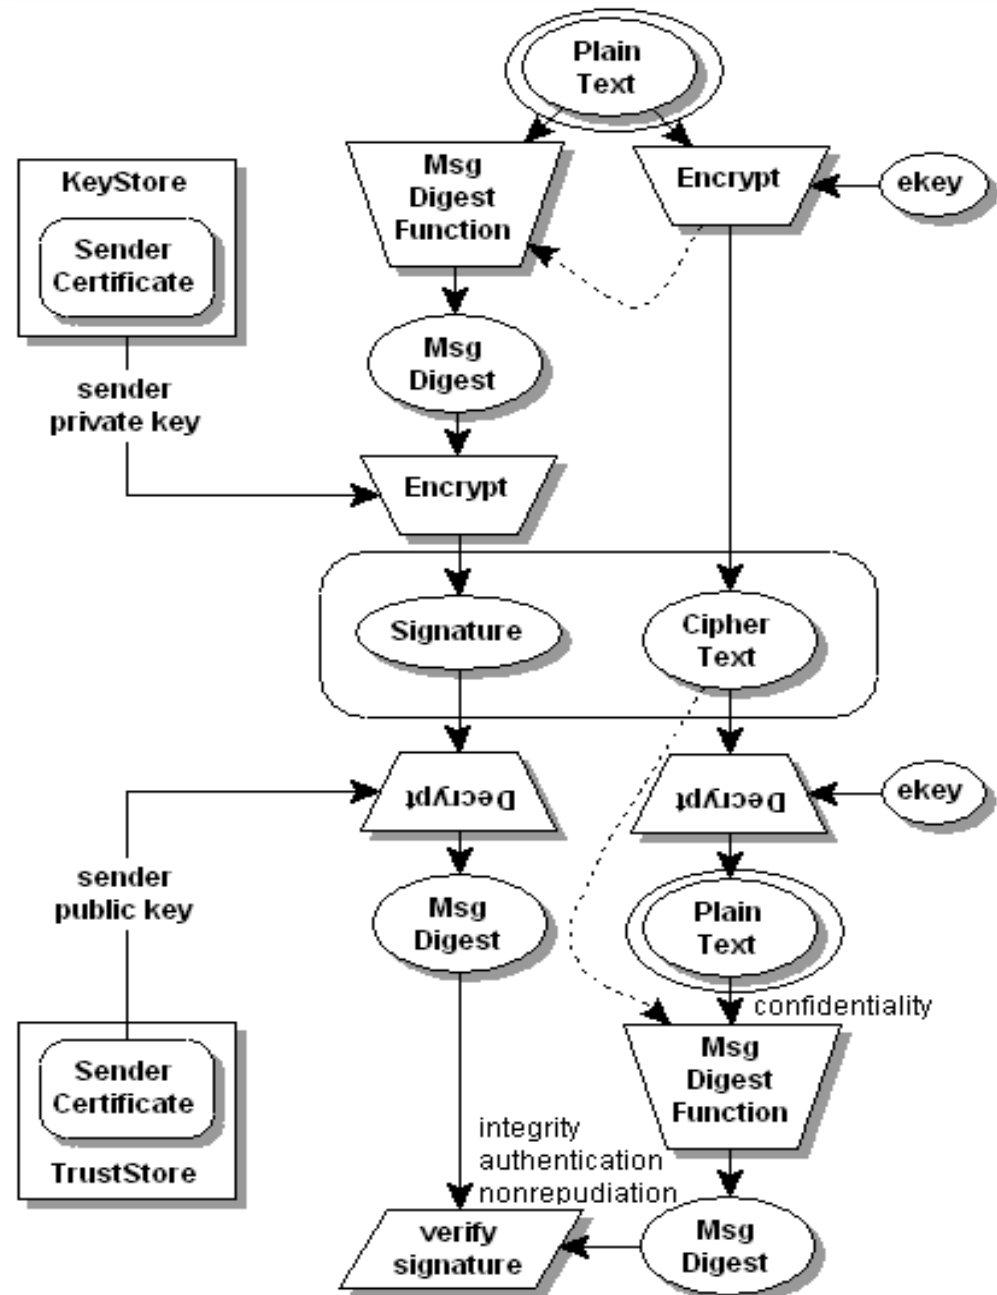 Plain
Text
Msg
Digest
Function
Encrypt
ekey
KeyStore
Sender
Certificate
Msg
Digest
sender
private key
Encrypt
Signature
Cipher
Text
Decrypt
Decrypt
ekey
sender
public key
Msg
Digest
Plain
Text
confidentiality
Msg
Digest
Function
Sender
Certificate
TrustStore
integrity
authentication
nonrepudiation
verify
signature
Msg
Digest